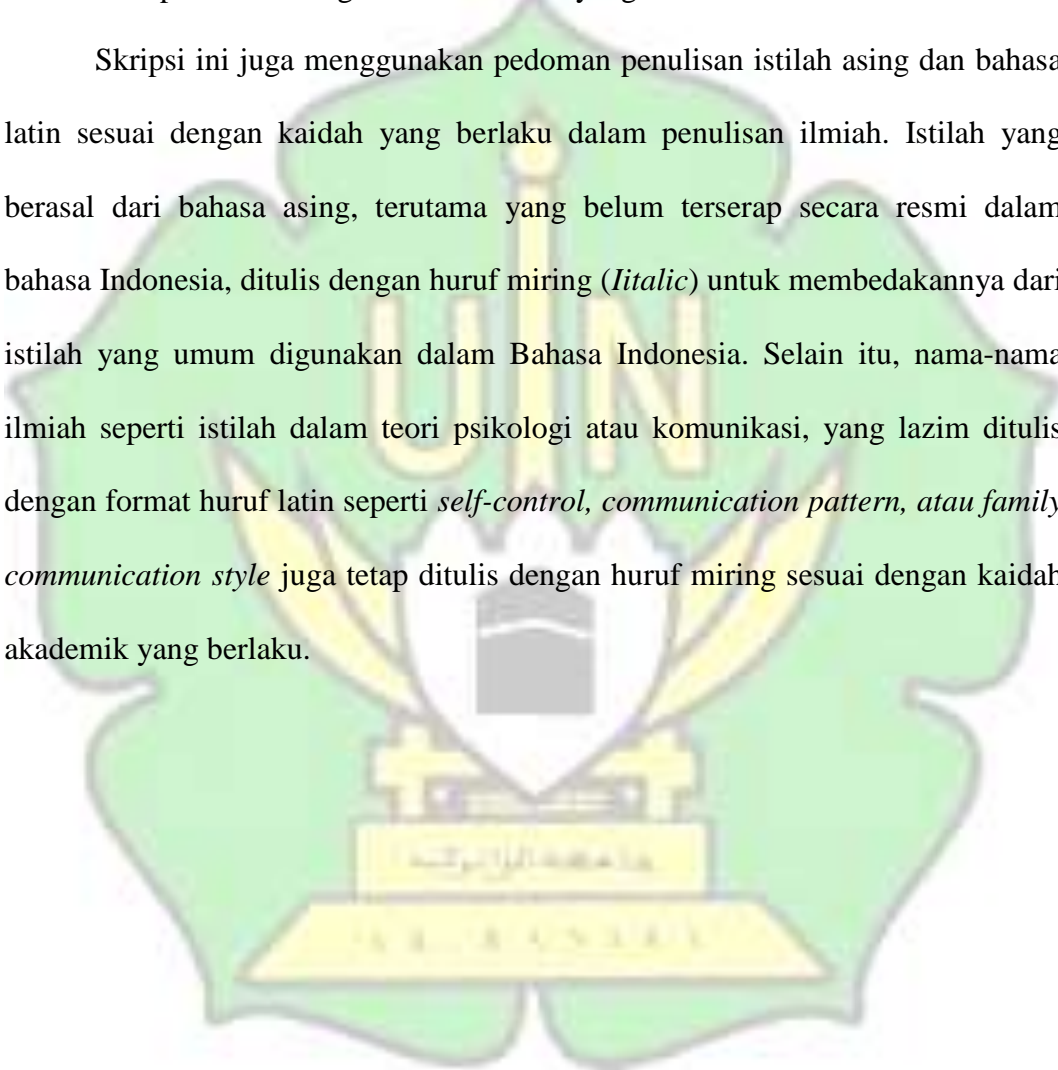 Skripsi ini juga menggunakan pedoman penulisan istilah asing dan bahasa
latin sesuai dengan kaidah yang berlaku dalam penulisan ilmiah. Istilah yang
berasal dari bahasa asing, terutama yang belum terserap secara resmi dalam
bahasa Indonesia, ditulis dengan huruf miring (Iitalic) untuk membedakannya dari
istilah yang umum digunakan dalam Bahasa Indonesia. Selain itu, nama-nama
ilmiah seperti istilah dalam teori psikologi atau komunikasi, yang lazim ditulis
dengan format huruf latin seperti self-control, communication pattern, atau family
communication style juga tetap ditulis dengan huruf miring sesuai dengan kaidah
akademik yang berlaku.
UIN